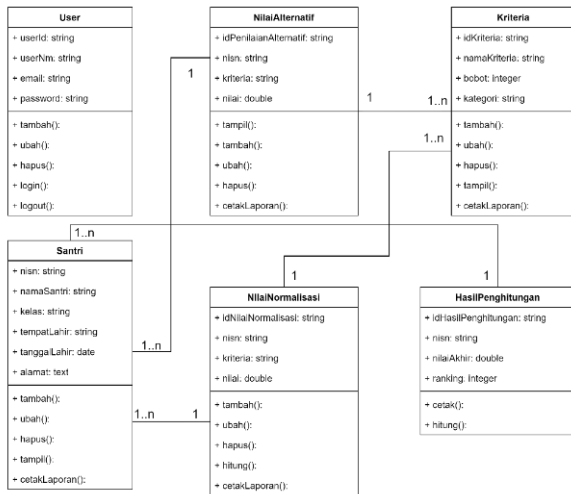 User
+ userId: string
+ userNm: string
+ email: string
+ password: string
+ tambah():
+ ubah():
+ hapus():
+ login():
+ logout():
NilaiAlternatif
+ idPenilaianAlternatif: string
+ nisn: string
+ kriteria: string
+ nilai: double
+ tampil():
+ tambah():
+ ubah():
+ hapus():
+ cetakLaporan():
Kriteria
+ idKriteria: string
+ namaKriteria: string
+ bobot: integer
+ kategori: string
+ tambah():
+ ubah():
+ hapus():
+ tampil():
+ cetakLaporan():
1
1
1..n
1..n
1..n
1
1
1..n
1..n
1
Santri
+ nisn: string
+ namaSantri: string
+ kelas: string
+ tempatLahir: string
+ tanggalLahir: date
+ alamat: text
+ tambah():
+ ubah():
+ hapus():
+ tampil():
+ cetakLaporan():
NilaiNormalisasi
+ idNilaiNormalisasi: string
+ nisn: string
+ kriteria: string
+ nilai: double
+ tambah():
+ ubah():
+ hapus():
+ hitung():
+ cetakLaporan():
HasilPenghitungan
+ idHasilPenghitungan: string
+ nisn: string
+ nilaiAkhir: double
+ ranking: integer
+ cetak():
+ hitung():